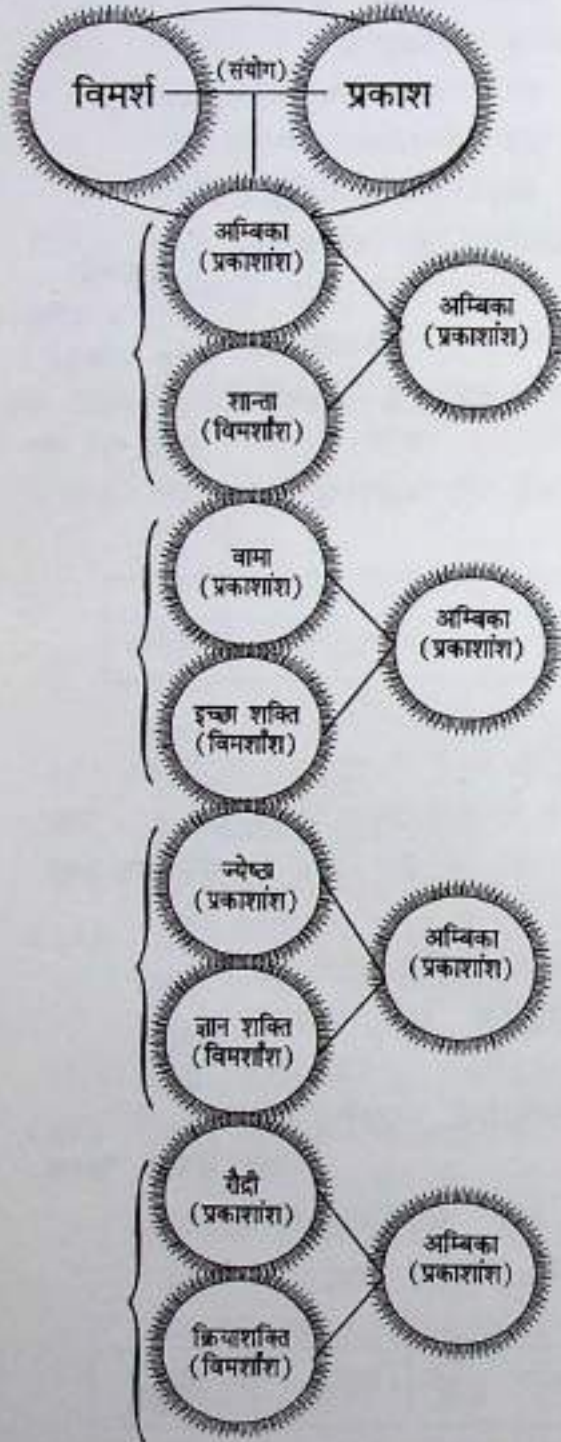 विमर्श
(संयोग)
प्रकाश
अम्बिका
(प्रकाशांश)
अम्बिका
(प्रकाशांश)
शान्ता
(विमर्शांश)
वामा
(प्रकाशांश)
अम्बिका
(प्रकाशांश)
इच्छा शक्ति
(विमर्शांश)
ज्येष्ठा
(प्रकाशांश)
अम्बिका
(प्रकाशांश)
ज्ञान शक्ति
(विमर्शांश)
रौद्री
(प्रकाशांश)
अम्बिका
(प्रकाशांश)
क्रियाशक्ति
(विमर्शांश)